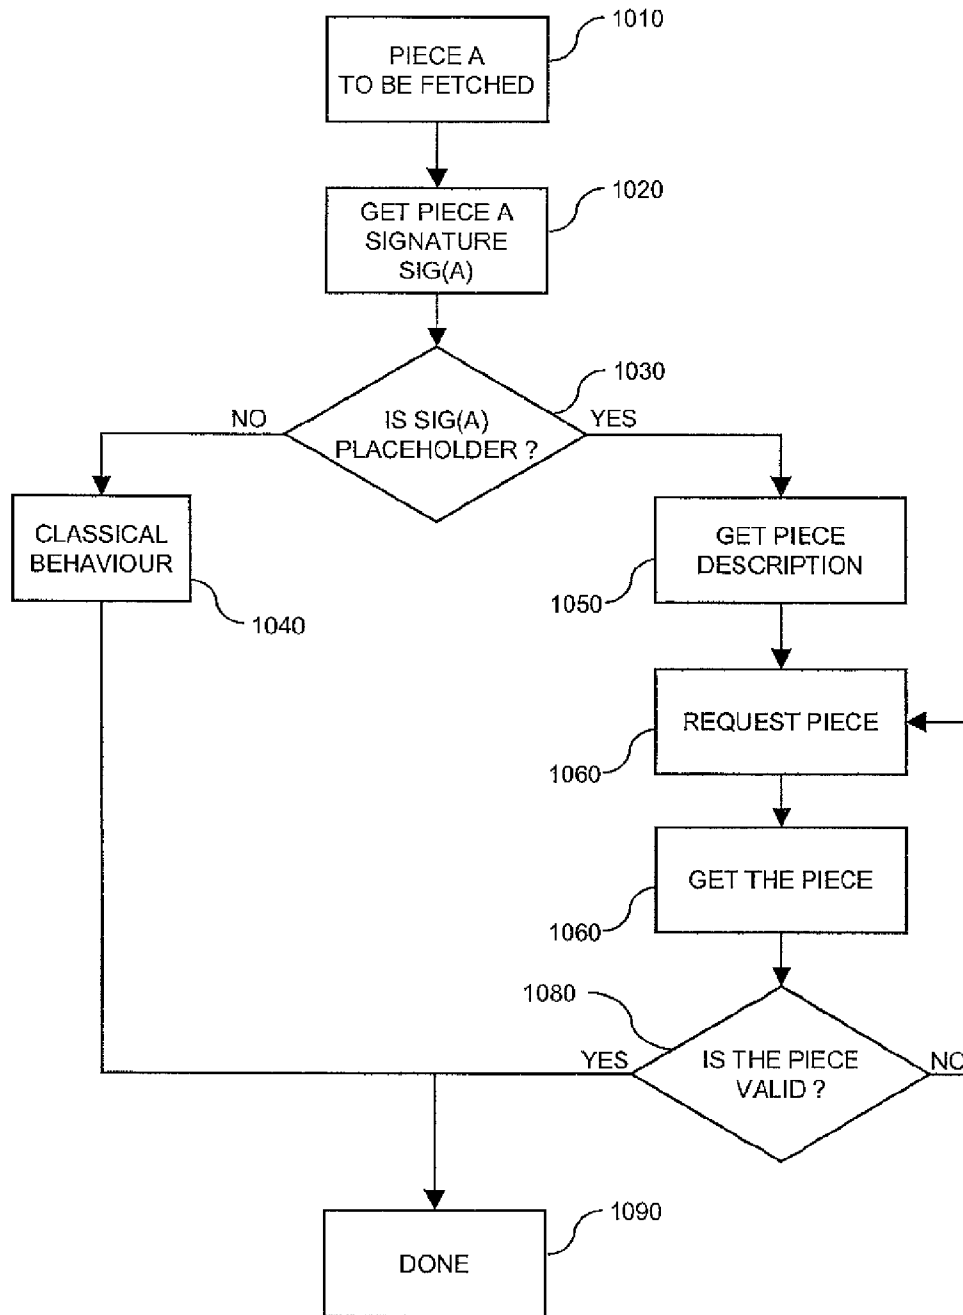 1010
PIECE A
TO BE FETCHED
1020
GET PIECE A
SIGNATURE
SIG(A)
1030
NO
IS SIG(A)
PLACEHOLDER ?
YES
CLASSICAL
BEHAVIOUR
1040
GET PIECE
DESCRIPTION
1050
REQUEST PIECE
1060
GET THE PIECE
1060
1080
YES
IS THE PIECE
VALID ?
NO
1090
DONE